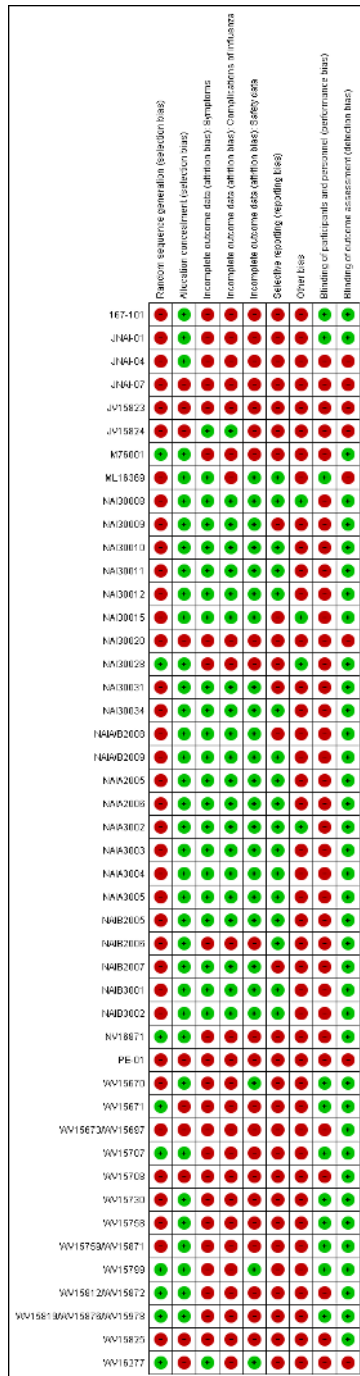 Random sequence generation (selection bias)
Allocation concealment (selection bias)
Incomplete outcome data (attrition bias): Symptoms
Incomplete outcome data (attrition bias): Complications of influenza
Incomplete outcome data (attrition bias): Safety data
Selective reporting (reporting bias)
Other bias
Blinding of participants and personnel (performance bias)
Blinding of outcome assessment (detection bias)
167-101
JNAI-01
JNAI-04
JNAI-07
JV15823
JV15824
M76001
ML16369
NAI30008
NAI30009
NAI30010
NAI30011
NAI30012
NAI30015
NAI30020
NAI30028
NAI30031
NAI30034
NAIA/B2008
NAIA/B2009
NAIA2005
NAIA2006
NAIA3002
NAIA3003
NAIA3004
NAIA3005
NAIB2005
NAIB2006
NAIB2007
NAIB3001
NAIB3002
NV16871
PE-01
WV15670
WV15671
WV15673/WV15697
WV15707
WV15708
WV15730
WV15758
WV15759/WV15871
WV15799
WV15812/WV15872
WV15819/WV15876/WV15978
WV15825
WV16277